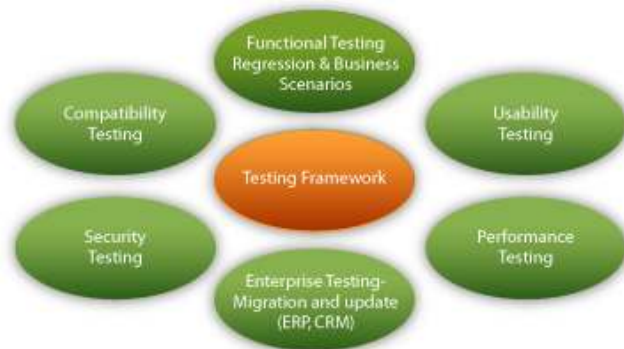 Functional Testing
Regression & Business
Scenarios
Compatibility
Testing
Usability
Testing
Testing Framework
Security
Testing
Performance
Testing
Enterprise Testing-
Migration and update
(ERP, CRM)